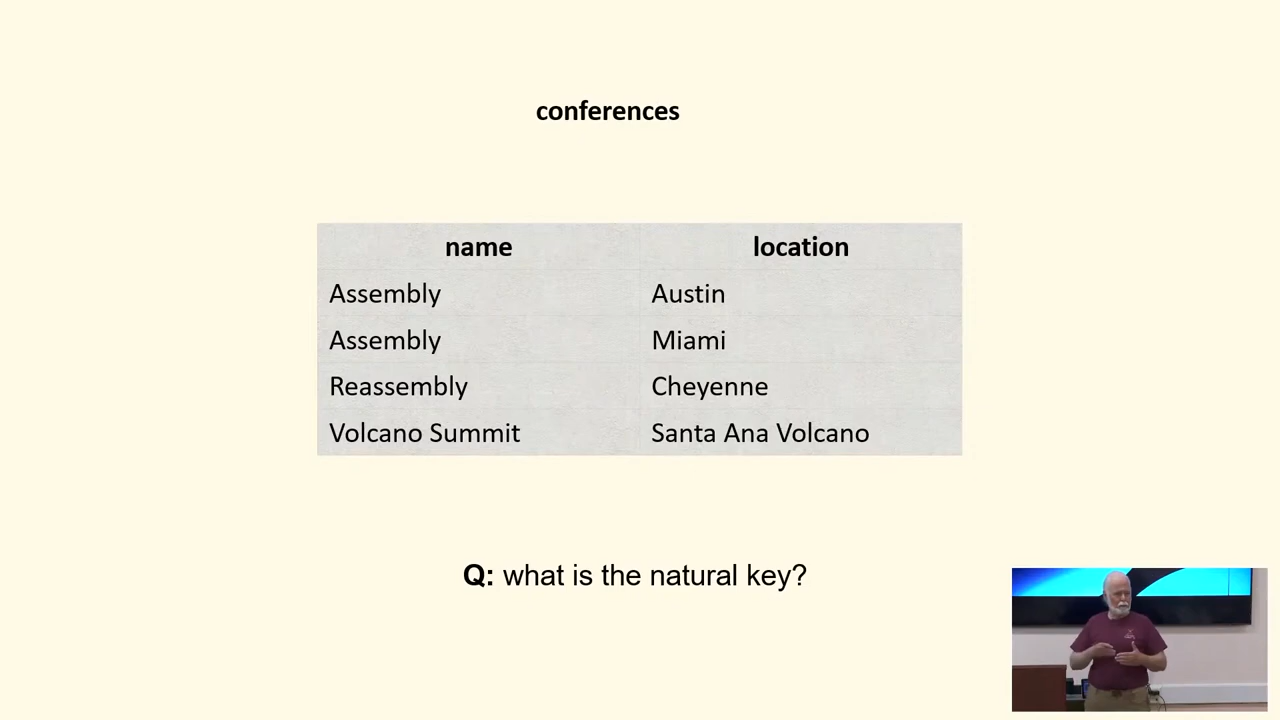 conferences
name location
Assembly Austin
Assembly Miami
Reassembly Cheyenne
Volcano Summit Santa Ana Volcano
Q: what is the natural key?